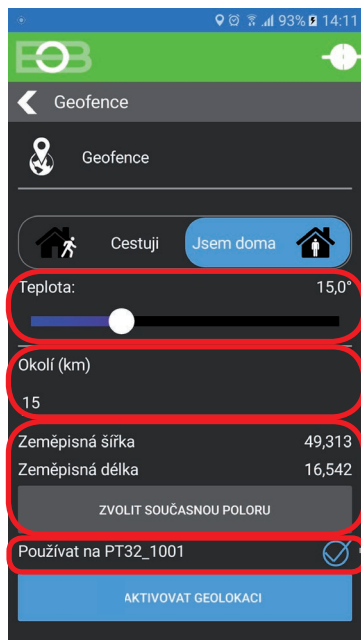 93% 14:11
EOB
Geofence
Geofence
Cestuji Jsem doma
Teplota: 15,0°
Okolí (km)
15
Zeměpisná šířka 49,313
Zeměpisná délka 16,542
ZVOLIT SOUČASNOU POLORU
Používat na PT32_1001
AKTIVOVAT GEOLOKACI